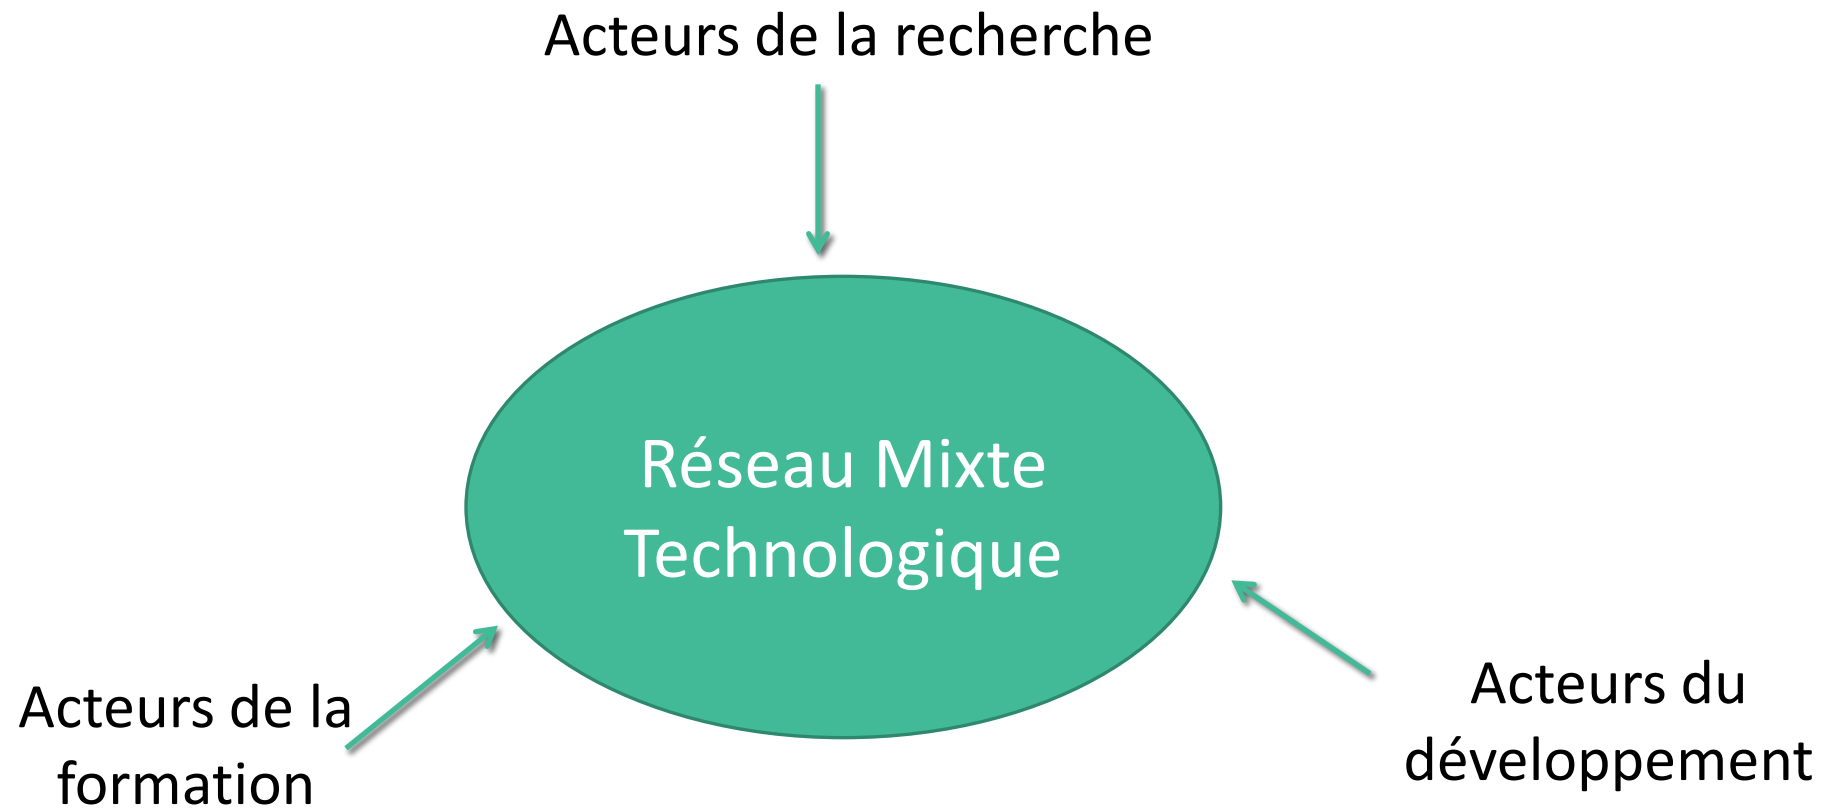 Acteurs de la recherche
Réseau Mixte
Technologique
Acteurs de la
formation
Acteurs du
développement